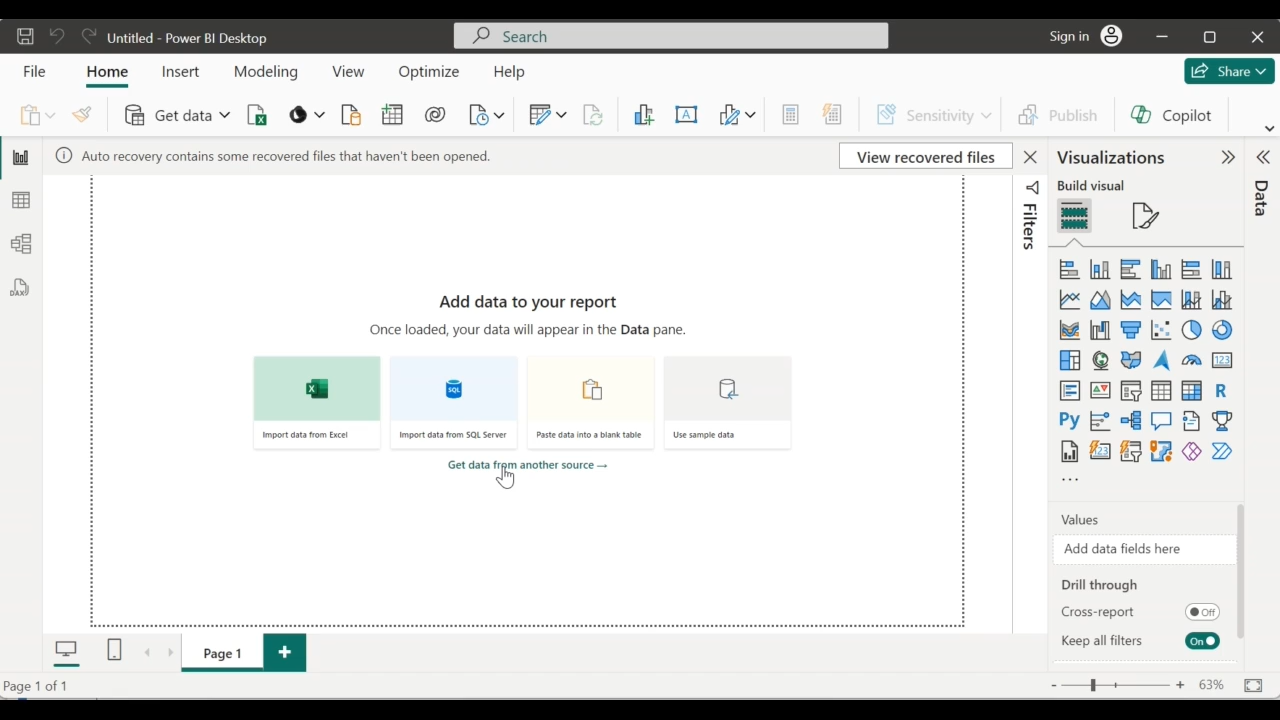 Untitled - Power BI Desktop
Search
Sign in
File Home Insert Modeling View Optimize Help
Share
Get data
Sensitivity
Publish
Copilot
Auto recovery contains some recovered files that haven't been opened.
View recovered files
Visualizations
Build visual
Data
Filters
DAX
Add data to your report
Once loaded, your data will appear in the Data pane.
SQL
Import data from Excel
Import data from SQL Server
Paste data into a blank table
Use sample data
Get data from another source →
123
R
Py
123
...
Values
Add data fields here
Drill through
Cross-report
Off
Keep all filters
On
Page 1
Page 1 of 1
- + 63%